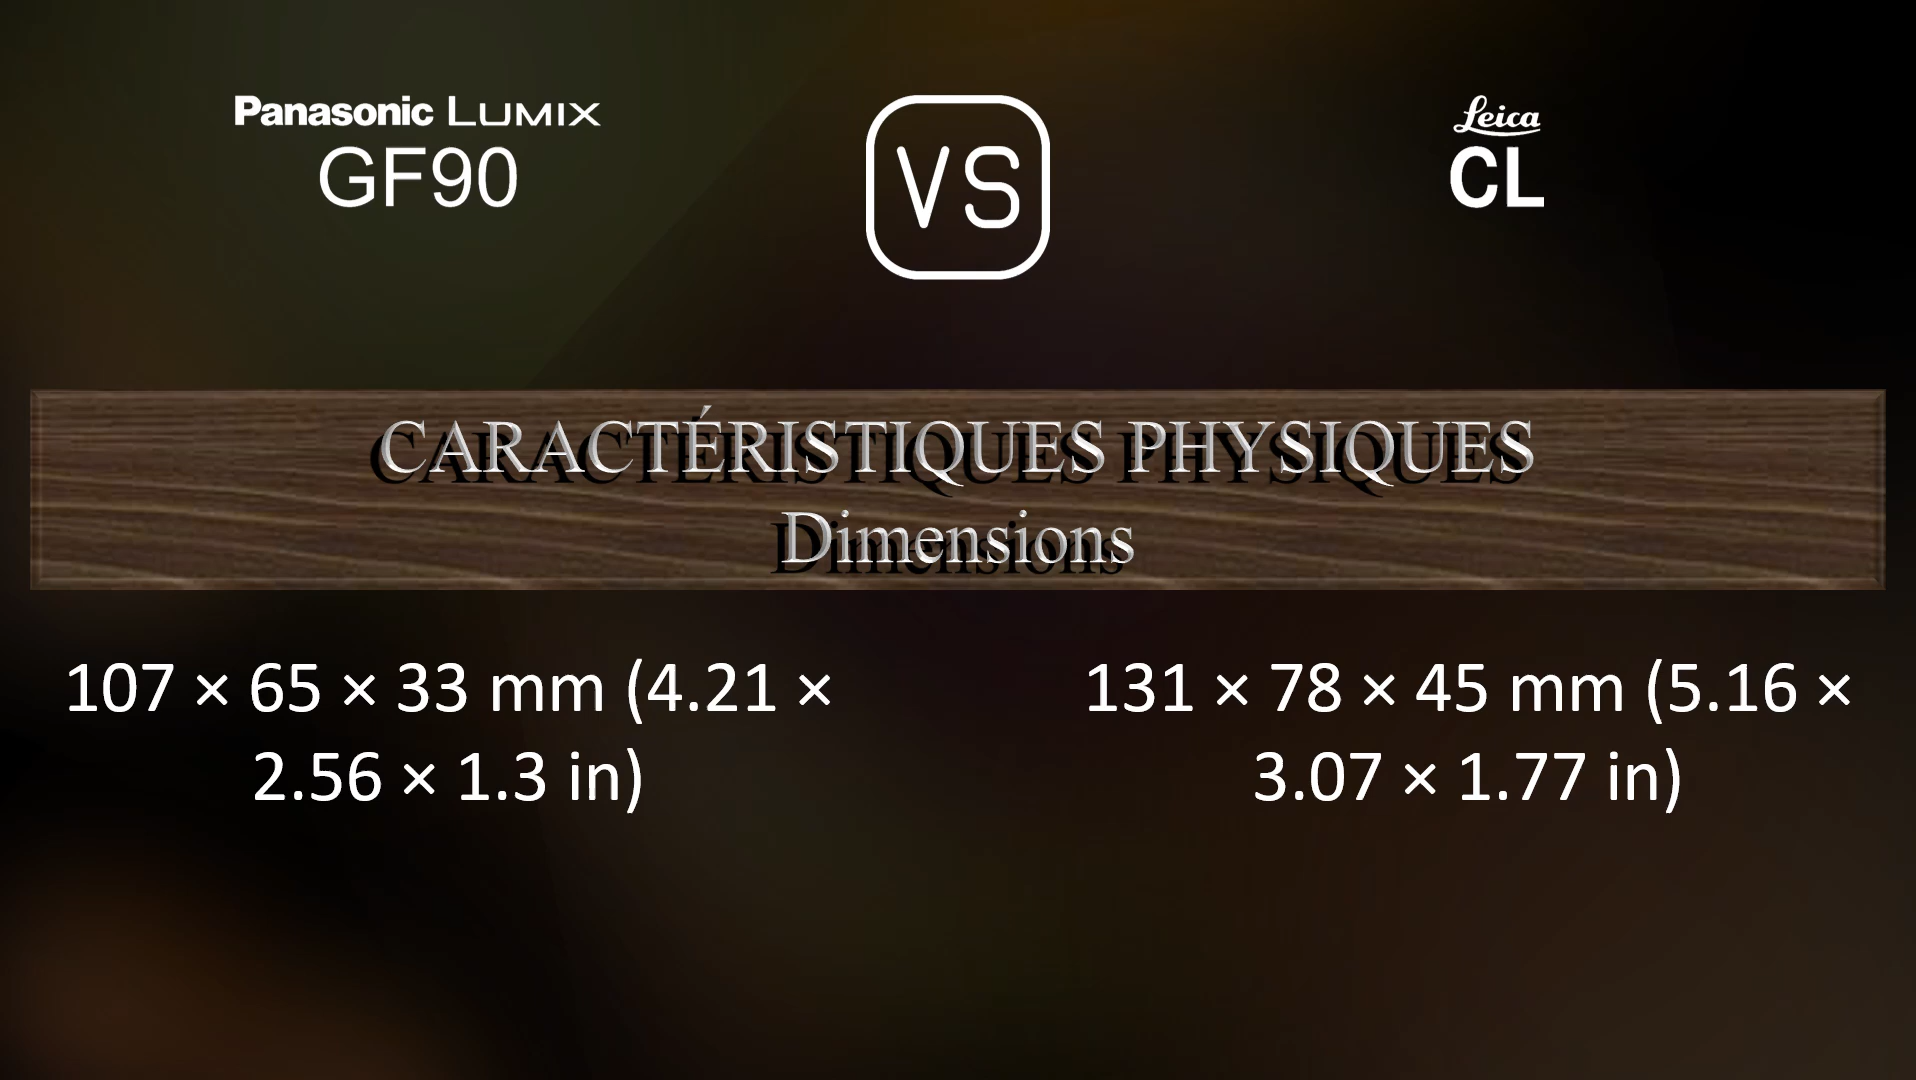 Panasonic LUMIX
GF90
VS
Leica
CL
CARACTÉRISTIQUES PHYSIQUES
Dimensions
107 × 65 × 33 mm (4.21 ×
2.56 × 1.3 in)
131 × 78 × 45 mm (5.16 ×
3.07 × 1.77 in)